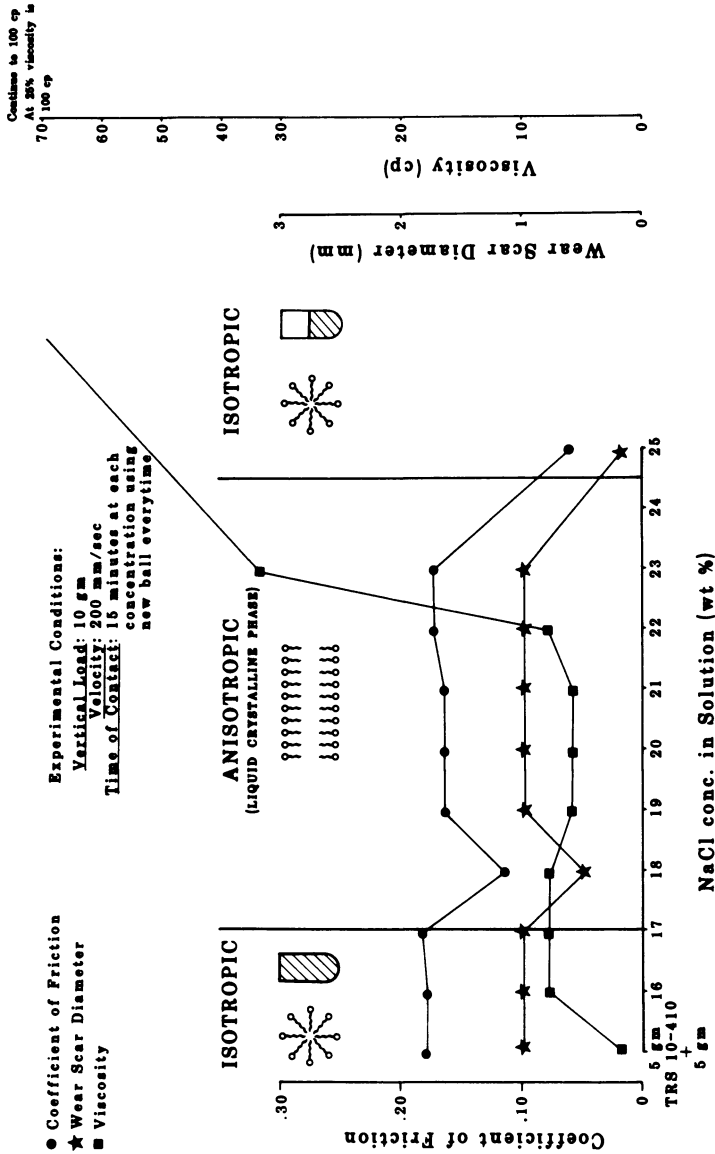 ● Coefficient of Friction
★ Wear Scar Diameter
■ Viscosity
Experimental Conditions:
Vertical Load: 10 gm
Velocity: 200 mm/sec
Time of Contact: 15 minutes at each
concentration using
new ball everytime
Continues to 100 cp
At 25% viscosity is
100 cp
ISOTROPIC
ANISOTROPIC
(LIQUID CRYSTALLINE PHASE)
ISOTROPIC
Coefficient of Friction
.30
.20
.10
0
Wear Scar Diameter (mm)
3
2
1
0
Viscosity (cp)
70
60
50
40
30
20
10
0
16
17
18
19
20
21
22
23
24
25
5 gm
TRS 10-410
+
5 gm
NaCl conc. in Solution (wt %)